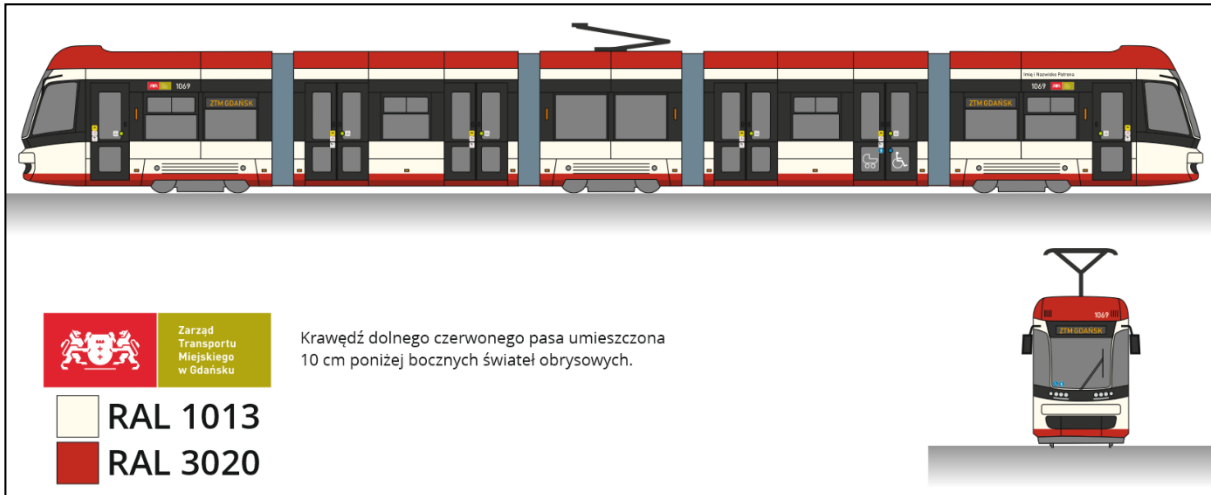 Imię i Nazwisko Patrona
1069
1069
ZTM GDAŃSK
ZTM GDAŃSK
1069
ZTM GDAŃSK
Zarząd
Transportu
Miejskiego
w Gdańsku
Krawędź dolnego czerwonego pasa umieszczona
10 cm poniżej bocznych świateł obrysowych.
RAL 1013
RAL 3020